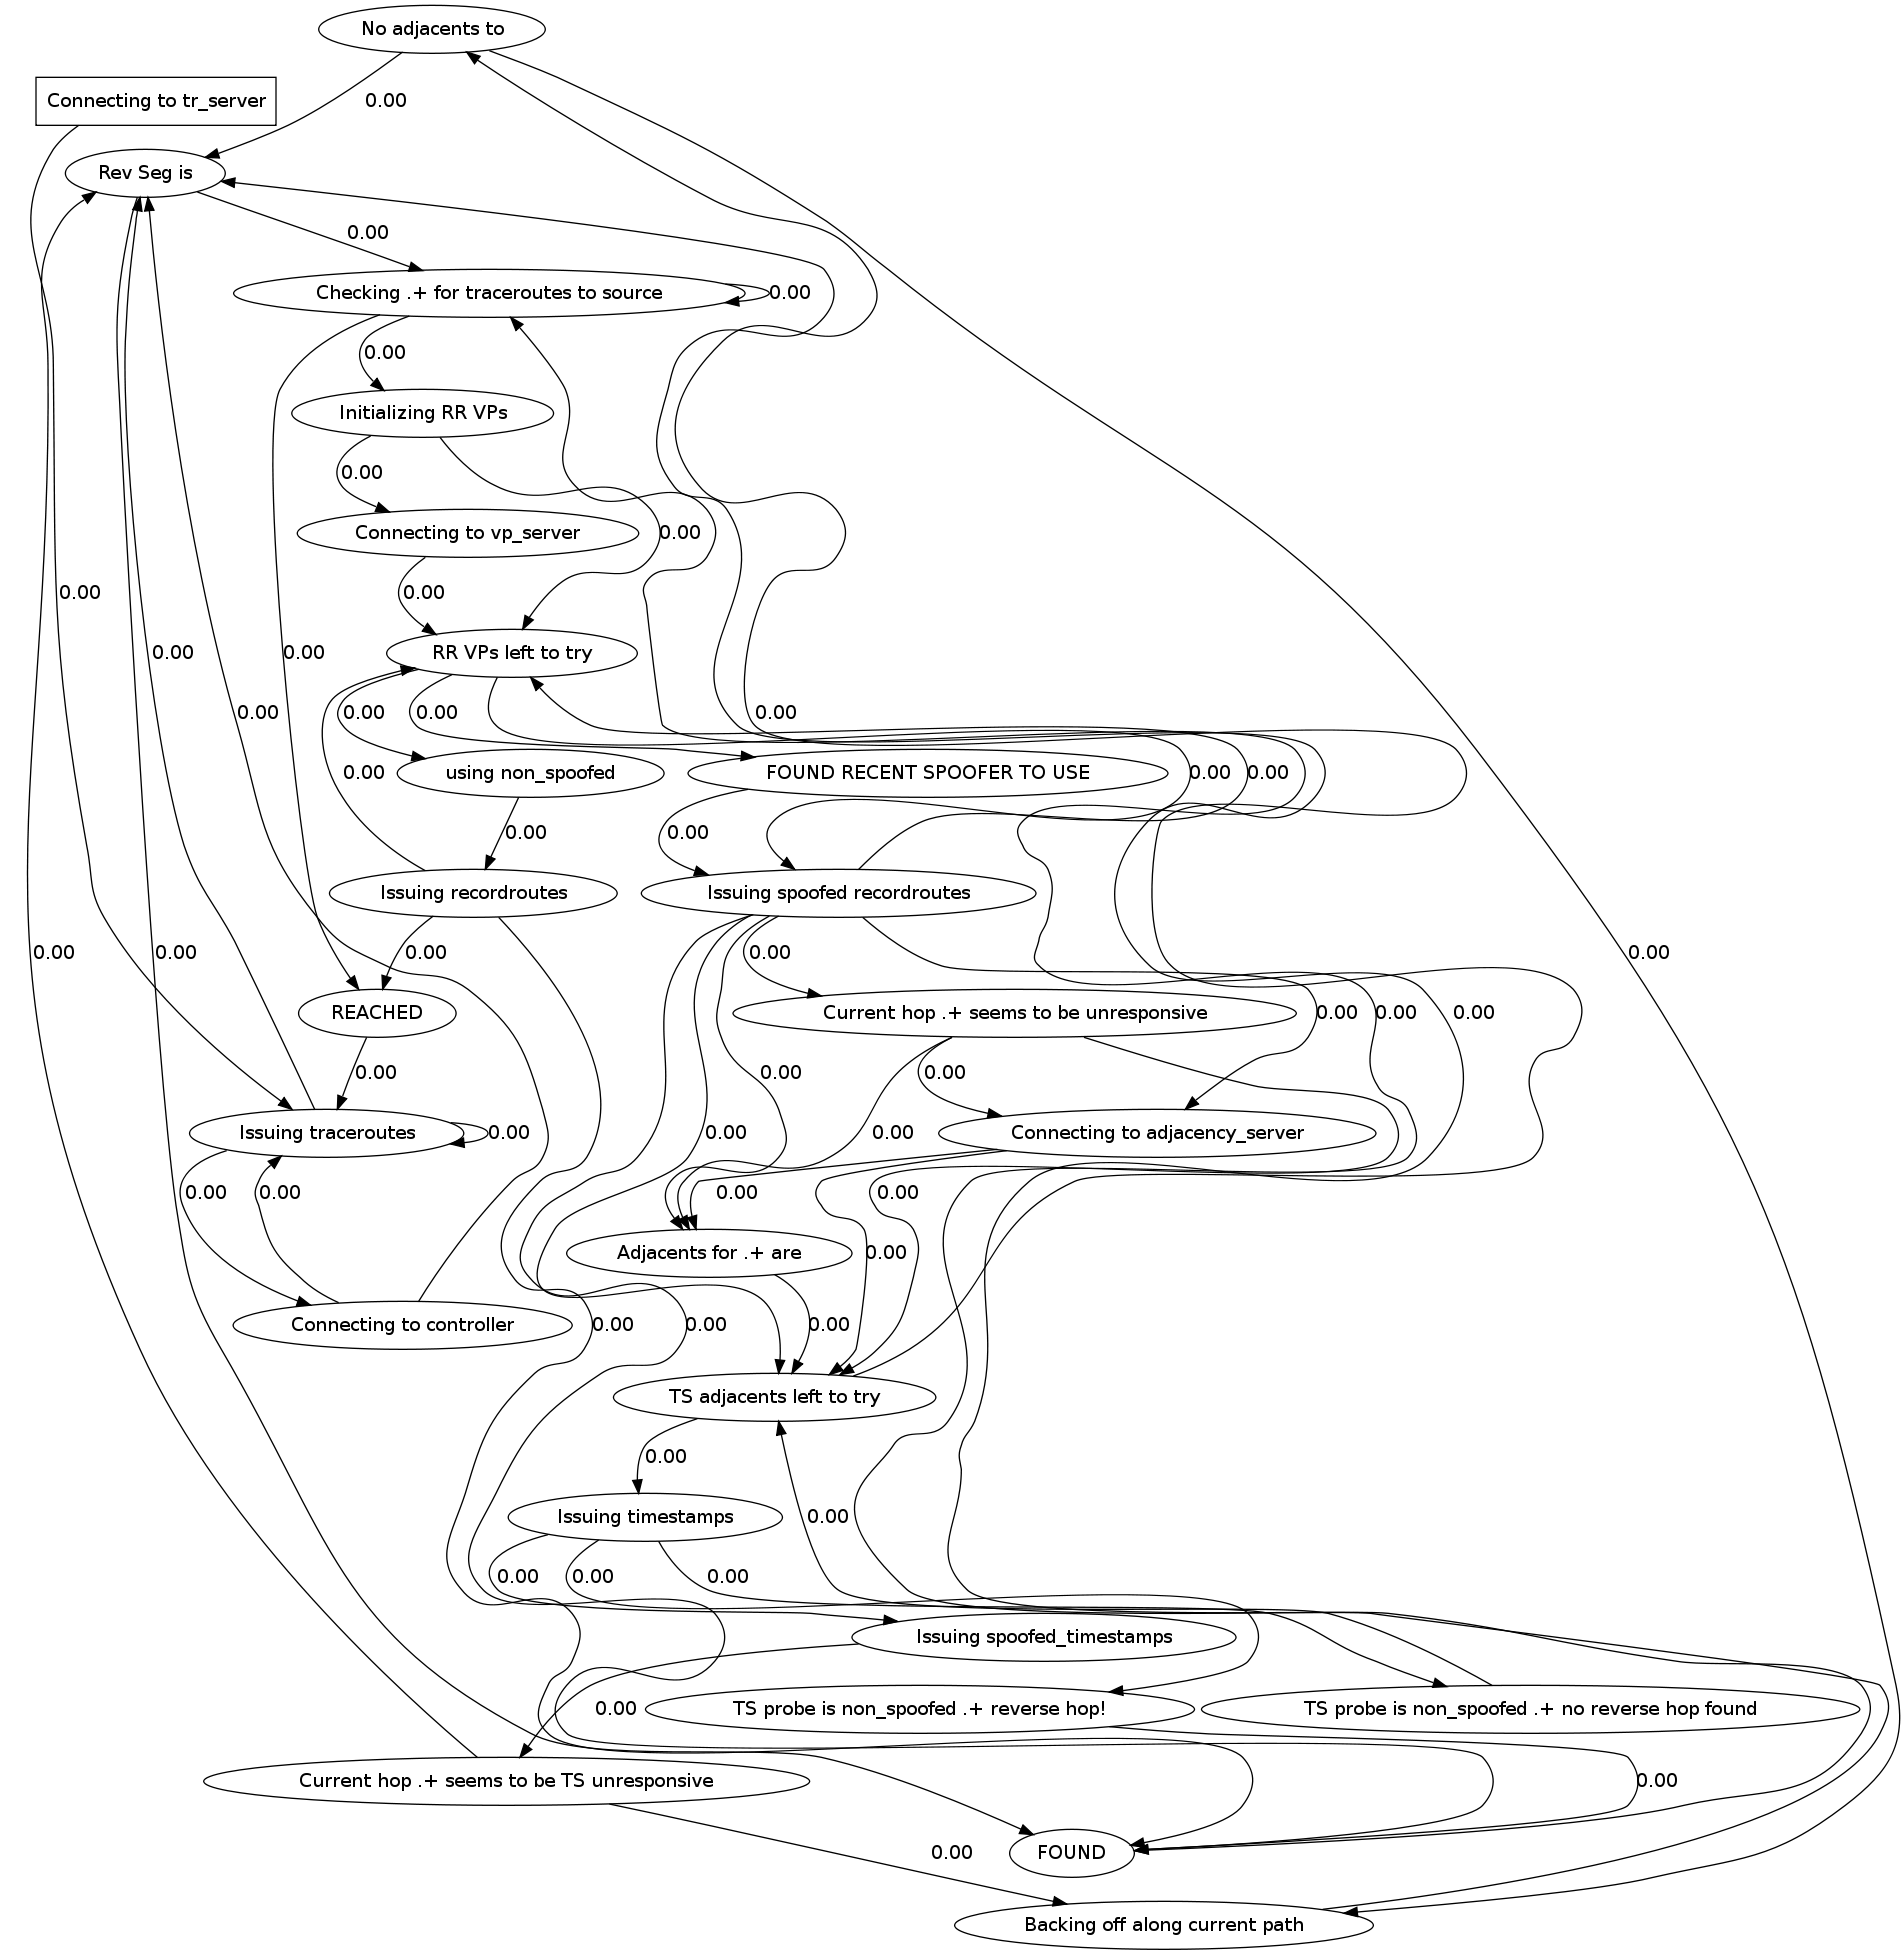 No adjacents to
Connecting to tr_server
0.00
Rev Seg is
0.00
Checking .+ for traceroutes to source
0.00
0.00
Initializing RR VPs
0.00
Connecting to vp_server
0.00
0.00
0.00
RR VPs left to try
0.00
0.00
0.00
0.00
0.00
0.00
0.00
using non_spoofed
FOUND RECENT SPOOFER TO USE
0.00
0.00
0.00
0.00
0.00
Issuing recordroutes
Issuing spoofed recordroutes
0.00
0.00
0.00
0.00
0.00
REACHED
Current hop .+ seems to be unresponsive
0.00
0.00
0.00
0.00
0.00
0.00
Issuing traceroutes
0.00
0.00
0.00
Connecting to adjacency_server
0.00
0.00
0.00
0.00
Adjacents for .+ are
0.00
Connecting to controller
0.00
0.00
0.00
TS adjacents left to try
0.00
Issuing timestamps
0.00
0.00
0.00
0.00
Issuing spoofed_timestamps
0.00
TS probe is non_spoofed .+ reverse hop!
TS probe is non_spoofed .+ no reverse hop found
Current hop .+ seems to be TS unresponsive
0.00
0.00
FOUND
Backing off along current path